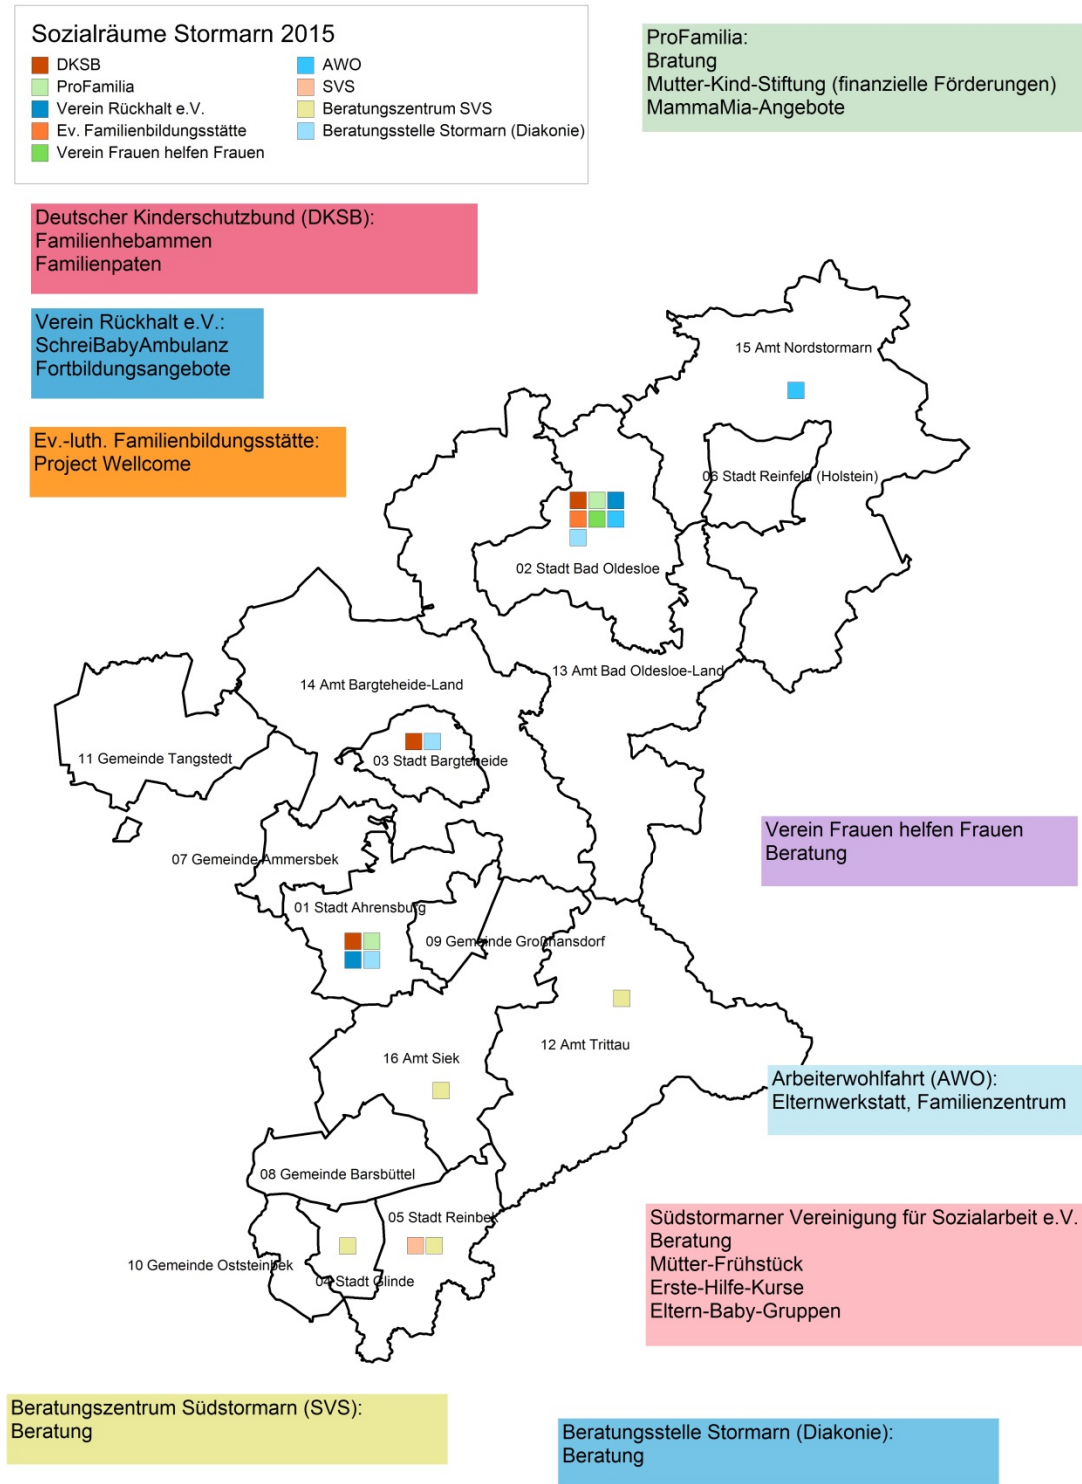 Sozialräume Stormarn 2015
DKSB
ProFamilia
Verein Rückhalt e.V.
Ev. Familienbildungsstätte
Verein Frauen helfen Frauen
AWO
SVS
Beratungszentrum SVS
Beratungsstelle Stormarn (Diakonie)
ProFamilia:
Bratung
Mutter-Kind-Stiftung (finanzielle Förderungen)
MammaMia-Angebote
Deutscher Kinderschutzbund (DKSB):
Familienhebammen
Familienpaten
Verein Rückhalt e.V.:
SchreiBabyAmbulanz
Fortbildungsangebote
Ev.-luth. Familienbildungsstätte:
Project Wellcome
15 Amt Nordstormarn
06 Stadt Reinfeld (Holstein)
02 Stadt Bad Oldesloe
13 Amt Bad Oldesloe-Land
14 Amt Bargteheide-Land
11 Gemeinde Tangstedt
03 Stadt Bargteheide
07 Gemeinde Ammersbek
01 Stadt Ahrensburg
09 Gemeinde Großhansdorf
12 Amt Trittau
16 Amt Siek
08 Gemeinde Barsbüttel
05 Stadt Reinbek
10 Gemeinde Oststeinbek
04 Stadt Glinde
Verein Frauen helfen Frauen
Beratung
Arbeiterwohlfahrt (AWO):
Elternwerkstatt, Familienzentrum
Südstormarner Vereinigung für Sozialarbeit e.V.
Beratung
Mütter-Frühstück
Erste-Hilfe-Kurse
Eltern-Baby-Gruppen
Beratungszentrum Südstormarn (SVS):
Beratung
Beratungsstelle Stormarn (Diakonie):
Beratung